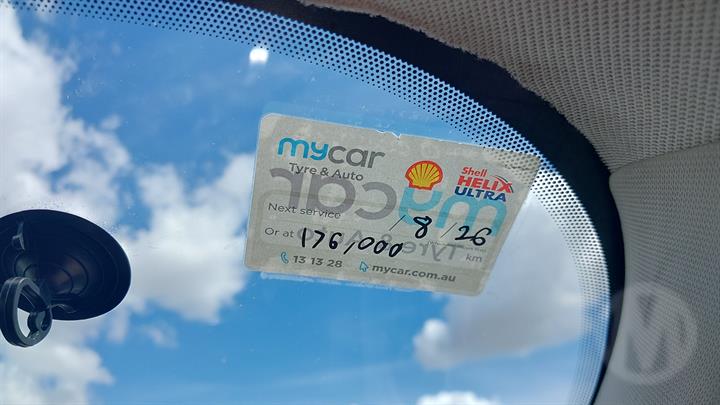 mycar
Tyre & Auto
Shell
HELIX
ULTRA
Next service /8/26
Or at 176,000 km
13 13 28 mycar.com.au